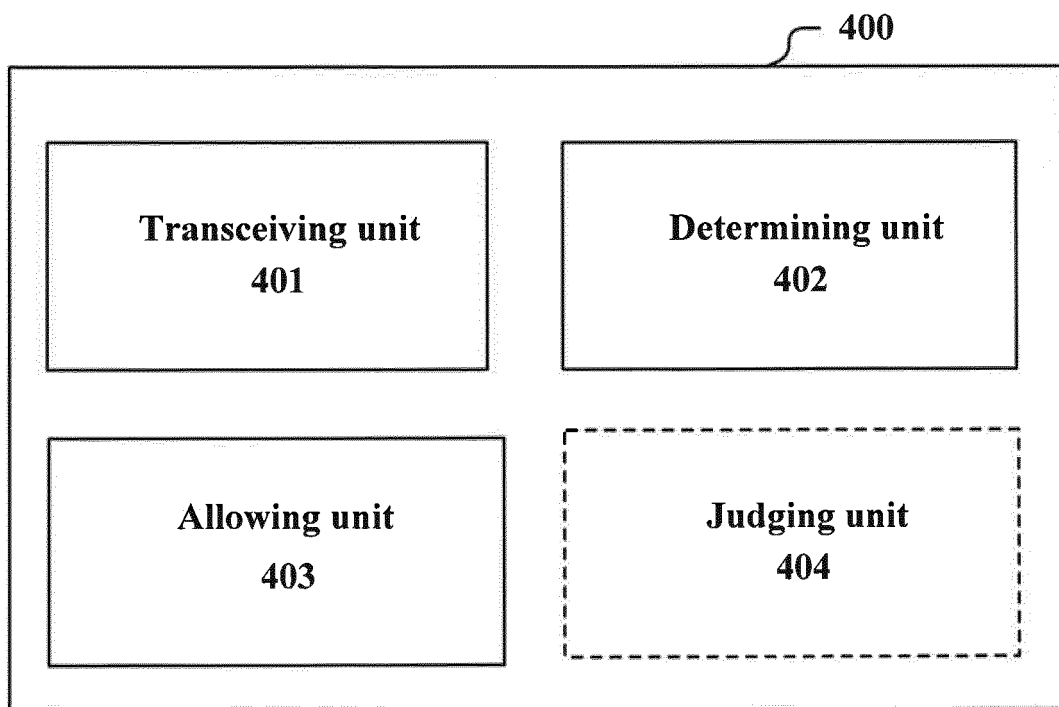 400
Transceiving unit
401
Determining unit
402
Allowing unit
403
Judging unit
404